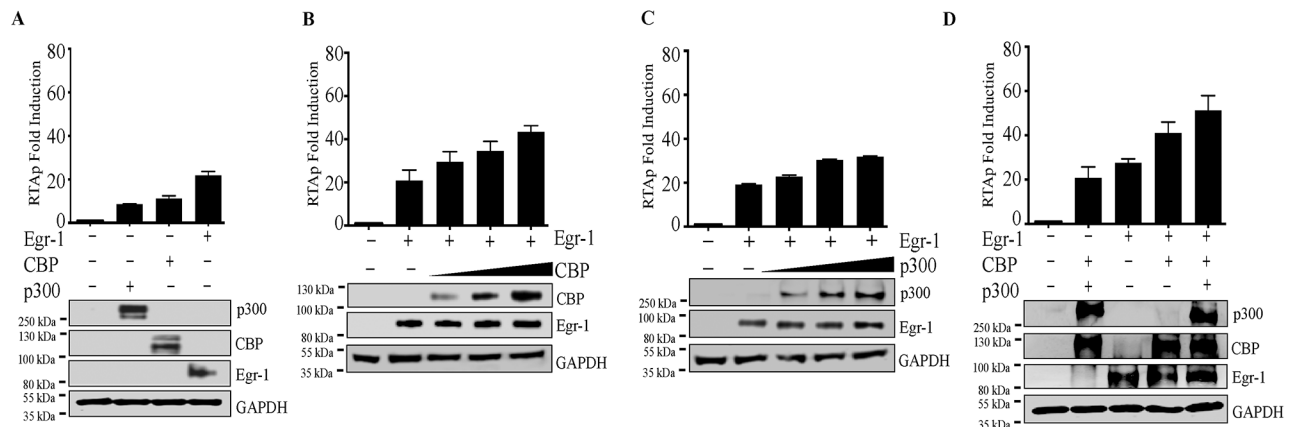 A
RTAp Fold Induction
80
60
40
20
0
Egr-1 – – – +
CBP – – + –
p300 – + – –
250 kDa p300
130 kDa CBP
100 kDa
80 kDa Egr-1
55 kDa GAPDH
35 kDa
B
RTAp Fold Induction
80
60
40
20
0
– + + + + Egr-1
– – CBP
130 kDa CBP
100 kDa
100 kDa Egr-1
80 kDa
55 kDa GAPDH
35 kDa
C
RTAp Fold Induction
80
60
40
20
0
– + + + + Egr-1
– – p300
250 kDa p300
100 kDa Egr-1
80 kDa
55 kDa GAPDH
35 kDa
D
RTAp Fold Induction
80
60
40
20
0
Egr-1 – – + + +
CBP – + – + +
p300 – + – – +
250 kDa p300
130 kDa CBP
100 kDa
80 kDa Egr-1
55 kDa GAPDH
35 kDa